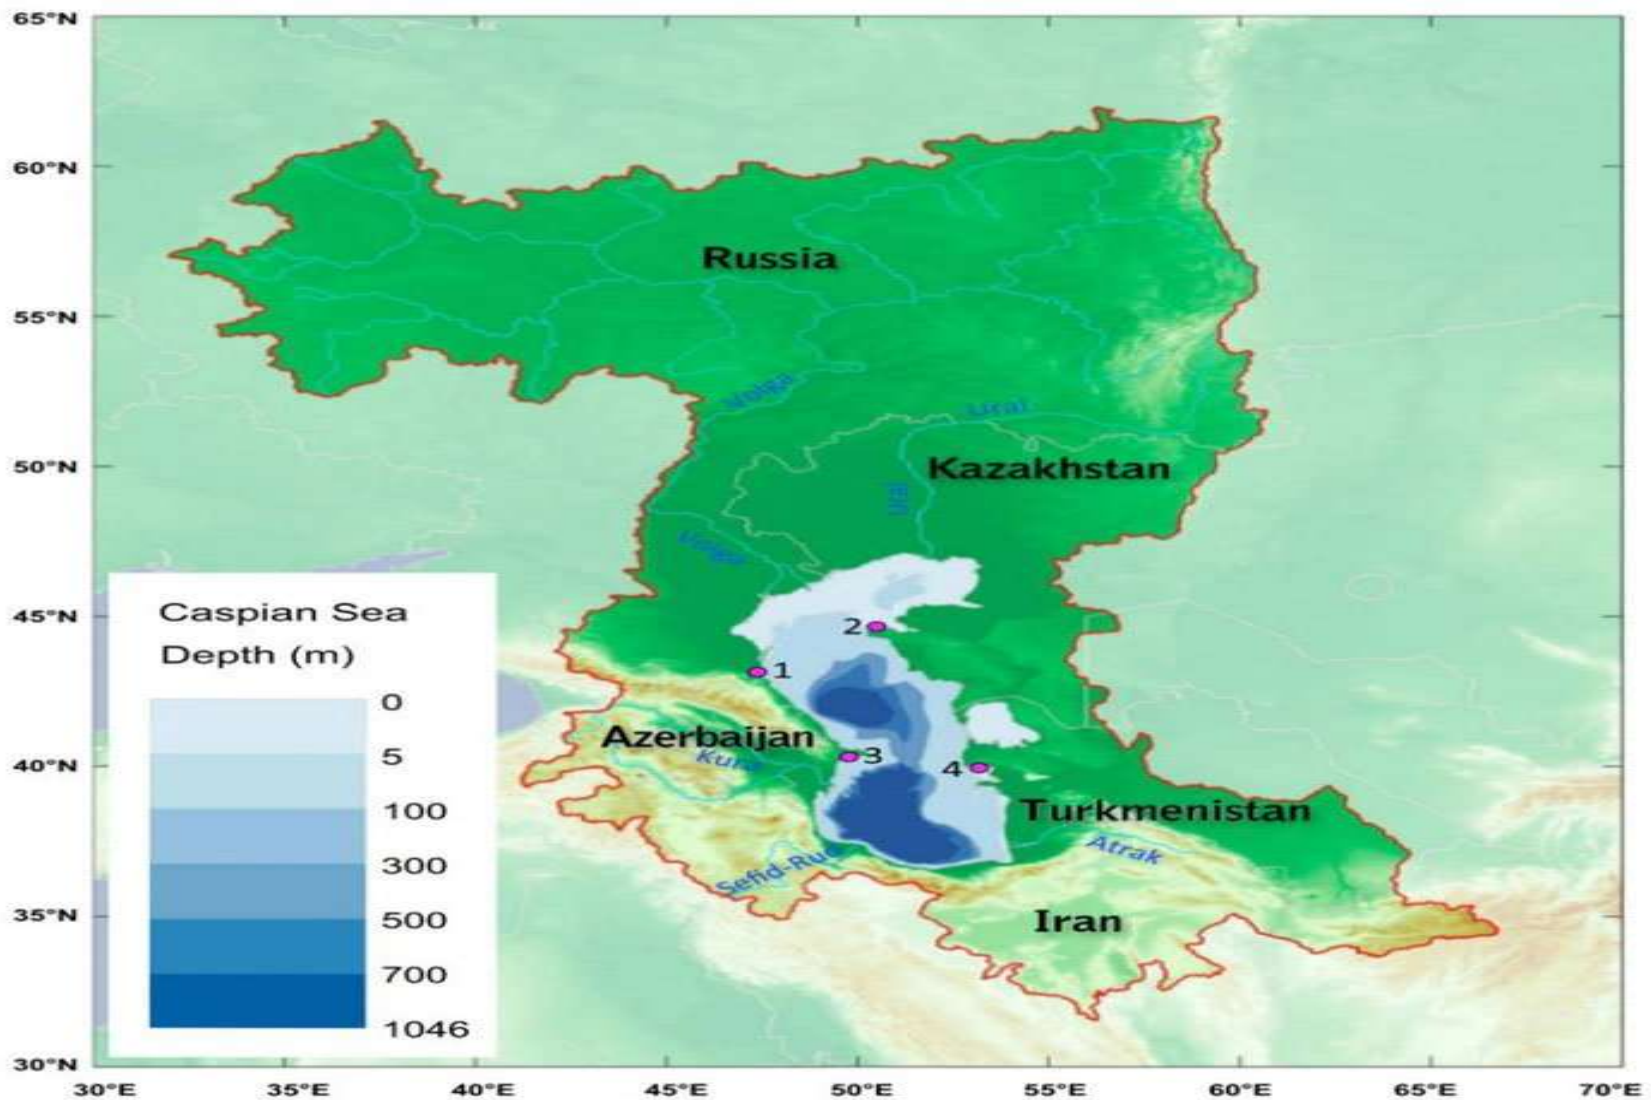 65°N
60°N
55°N
50°N
45°N
40°N
35°N
30°N
30°E
35°E
40°E
45°E
50°E
55°E
60°E
65°E
70°E
Russia
Volga
Ural
Kazakhstan
Ural
Volga
2
1
Azerbaijan
Kura
3
4
Turkmenistan
Atrak
Sefid-Rud
Iran
Caspian Sea
Depth (m)
0
5
100
300
500
700
1046